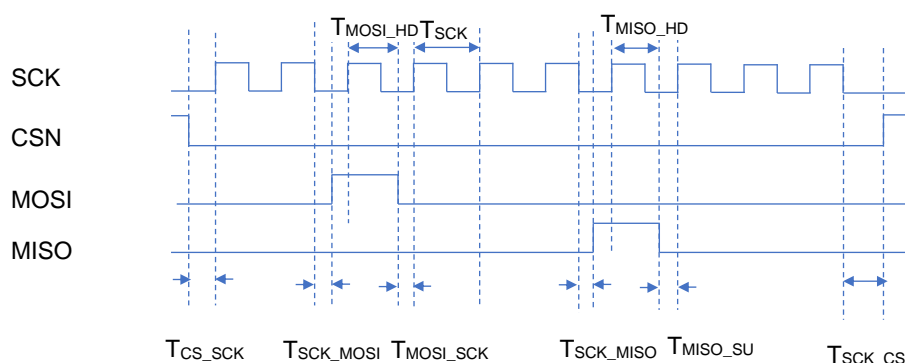 TMOSI_HD TSCK TMISO_HD
SCK
CSN
MOSI
MISO
TCS_SCK TSCK_MOSI TMOSI_SCK TSCK_MISO TMISO_SU TSCK_CS